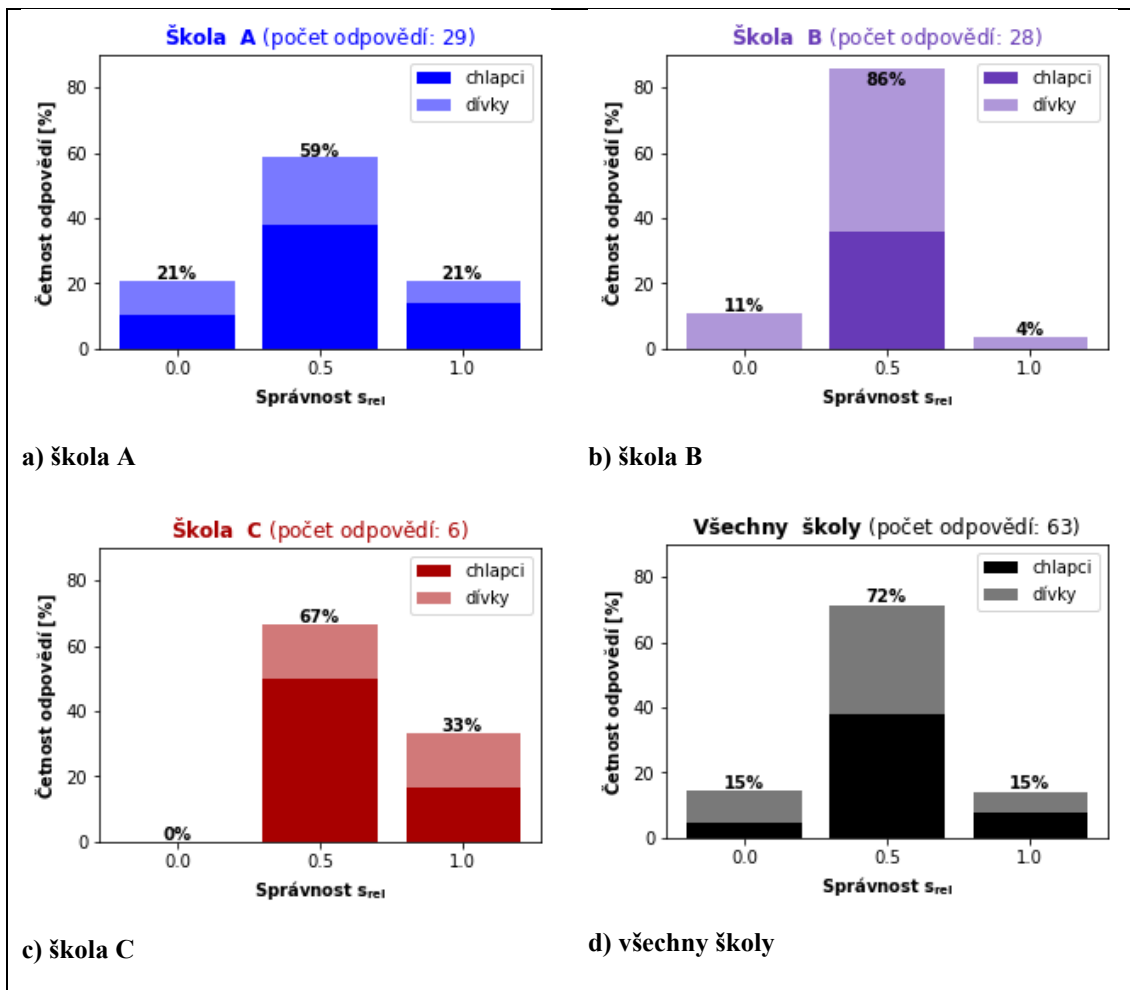 Škola A (počet odpovědí: 29)
Četnost odpovědí [%]
80
60
40
20
0
chlapci
dívky
21%
59%
21%
0.0 0.5 1.0
Správnost s_rel
a) škola A
Škola B (počet odpovědí: 28)
Četnost odpovědí [%]
80
60
40
20
0
chlapci
dívky
11%
86%
4%
0.0 0.5 1.0
Správnost s_rel
b) škola B
Škola C (počet odpovědí: 6)
Četnost odpovědí [%]
80
60
40
20
0
chlapci
dívky
0%
67%
33%
0.0 0.5 1.0
Správnost s_rel
c) škola C
Všechny školy (počet odpovědí: 63)
Četnost odpovědí [%]
80
60
40
20
0
chlapci
dívky
15%
72%
15%
0.0 0.5 1.0
Správnost s_rel
d) všechny školy